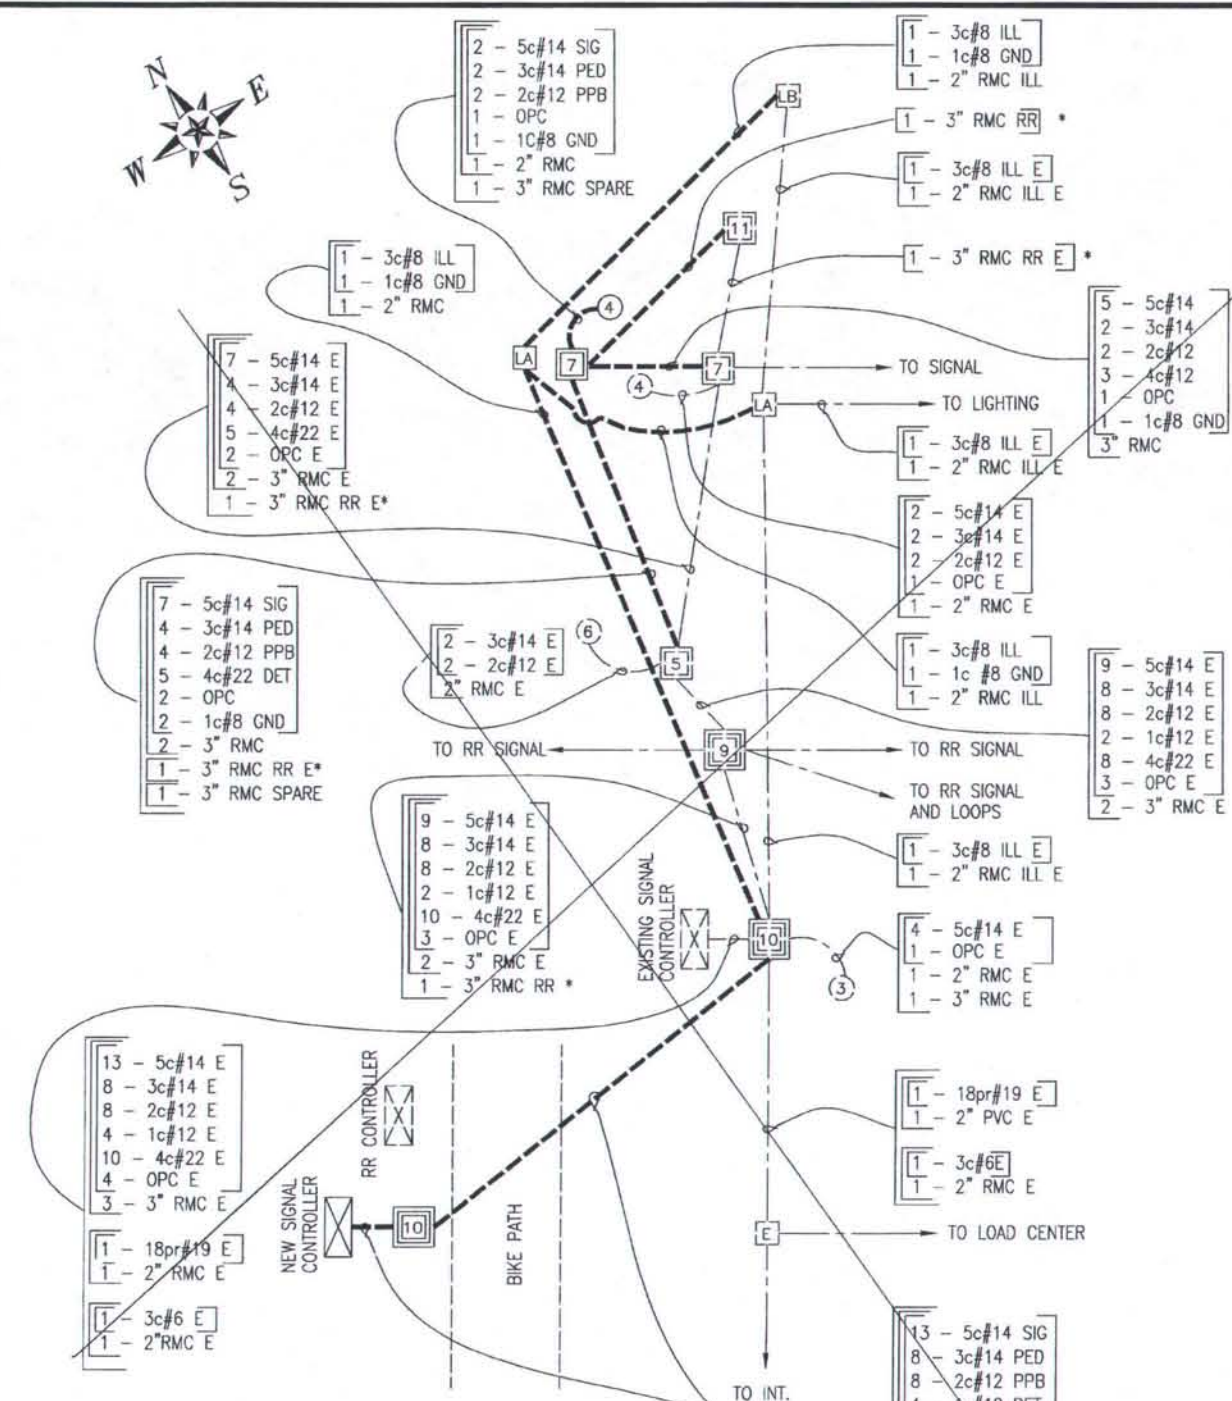 N
E
W
S
2 - 5c#14 SIG
2 - 3c#14 PED
2 - 2c#12 PPB
1 - OPC
1 - 1C#8 GND
1 - 2" RMC
1 - 3" RMC SPARE
1 - 3c#8 ILL
1 - 1c#8 GND
1 - 2" RMC ILL
1 - 3" RMC RR *
1 - 3c#8 ILL E
1 - 2" RMC ILL E
1 - 3" RMC RR E *
LB
11
1 - 3c#8 ILL
1 - 1c#8 GND
1 - 2" RMC
4
LA
7
7
4
LA
TO SIGNAL
TO LIGHTING
5 - 5c#14
2 - 3c#14
2 - 2c#12
3 - 4c#12
1 - OPC
1 - 1c#8 GND
3" RMC
7 - 5c#14 E
4 - 3c#14 E
4 - 2c#12 E
5 - 4c#22 E
2 - OPC E
2 - 3" RMC E
1 - 3" RMC RR E*
1 - 3c#8 ILL E
1 - 2" RMC ILL E
2 - 5c#14 E
2 - 3c#14 E
2 - 2c#12 E
1 - OPC E
1 - 2" RMC E
7 - 5c#14 SIG
4 - 3c#14 PED
4 - 2c#12 PPB
5 - 4c#22 DET
2 - OPC
2 - 1c#8 GND
2 - 3" RMC
1 - 3" RMC RR E*
1 - 3" RMC SPARE
2 - 3c#14 E
2 - 2c#12 E
2" RMC E
6
5
1 - 3c#8 ILL
1 - 1c #8 GND
1 - 2" RMC ILL
9 - 5c#14 E
8 - 3c#14 E
8 - 2c#12 E
2 - 1c#12 E
8 - 4c#22 E
3 - OPC E
2 - 3" RMC E
TO RR SIGNAL
9
TO RR SIGNAL
TO RR SIGNAL
AND LOOPS
9 - 5c#14 E
8 - 3c#14 E
8 - 2c#12 E
2 - 1c#12 E
10 - 4c#22 E
3 - OPC E
2 - 3" RMC E
1 - 3" RMC RR *
1 - 3c#8 ILL E
1 - 2" RMC ILL E
EXISTING SIGNAL
CONTROLLER
10
3
4 - 5c#14 E
1 - OPC E
1 - 2" RMC E
1 - 3" RMC E
13 - 5c#14 E
8 - 3c#14 E
8 - 2c#12 E
4 - 1c#12 E
10 - 4c#22 E
4 - OPC E
3 - 3" RMC E
1 - 18pr#19 E
1 - 2" RMC E
1 - 3c#6 E
1 - 2"RMC E
RR CONTROLLER
NEW SIGNAL
CONTROLLER
10
BIKE PATH
1 - 18pr#19 E
1 - 2" PVC E
1 - 3c#6E
1 - 2" RMC E
E
TO LOAD CENTER
TO INT.
13 - 5c#14 SIG
8 - 3c#14 PED
8 - 2c#12 PPB